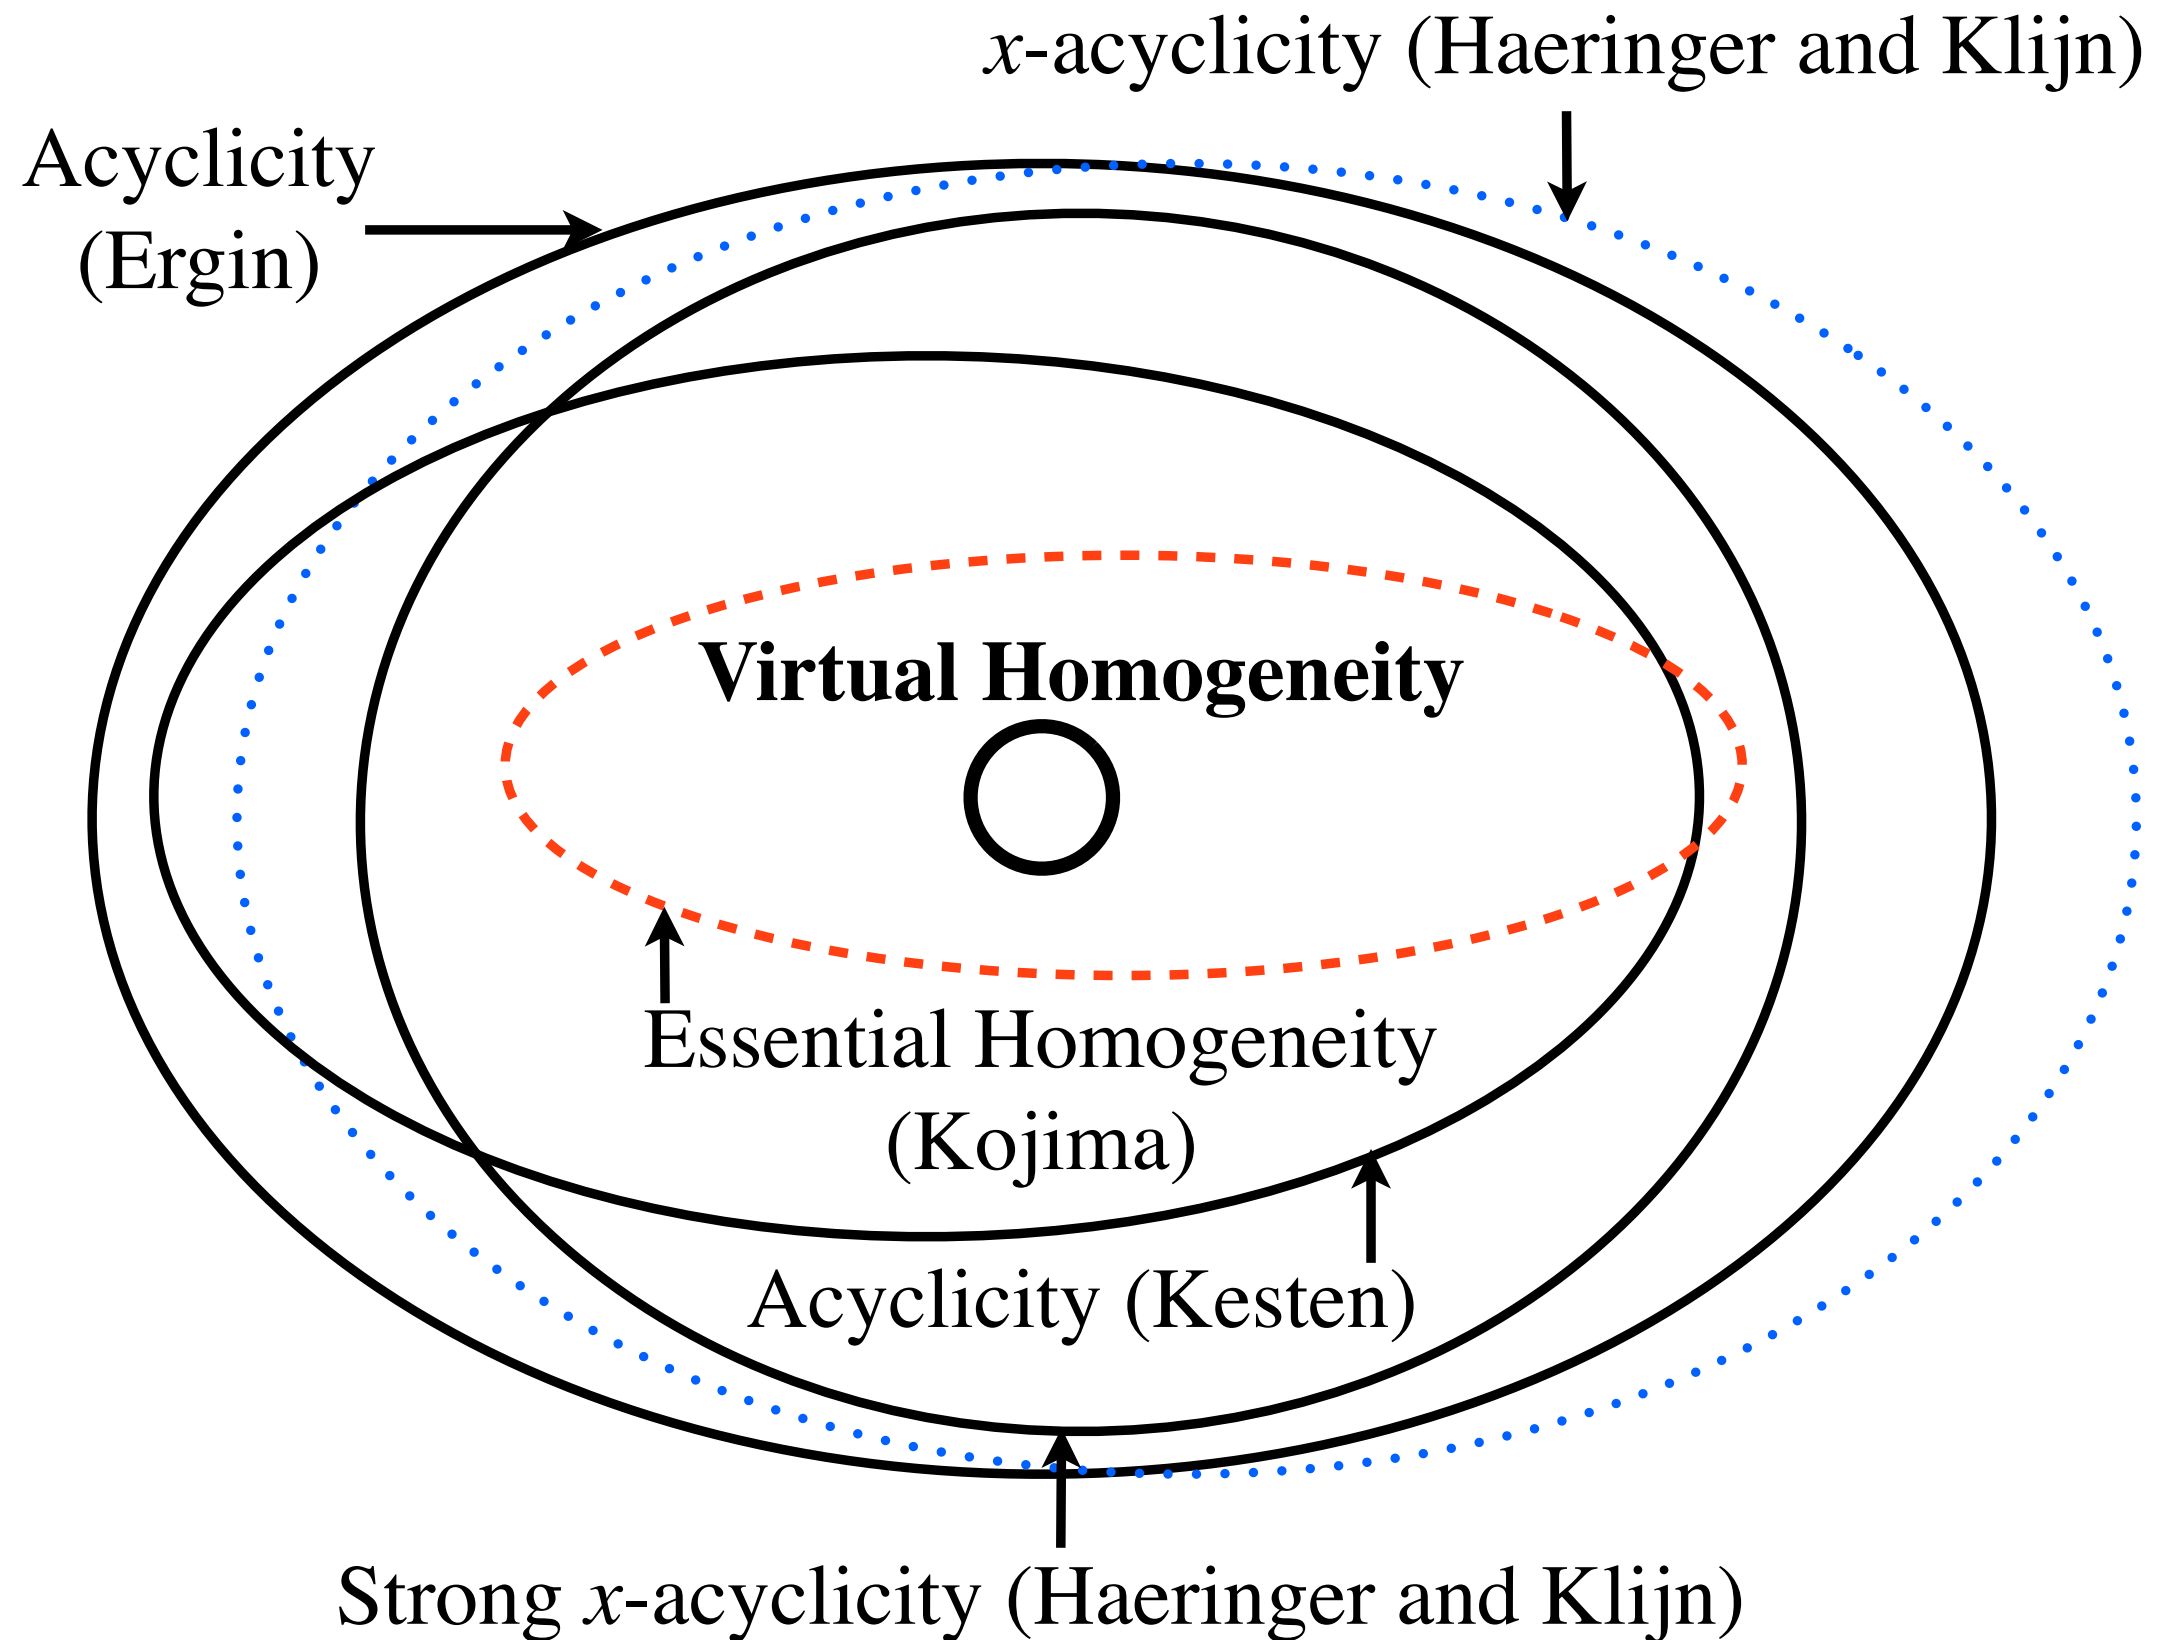 x-acyclicity (Haeringer and Klijn)
Acyclicity
(Ergin)
Virtual Homogeneity
Essential Homogeneity
(Kojima)
Acyclicity (Kesten)
Strong x-acyclicity (Haeringer and Klijn)